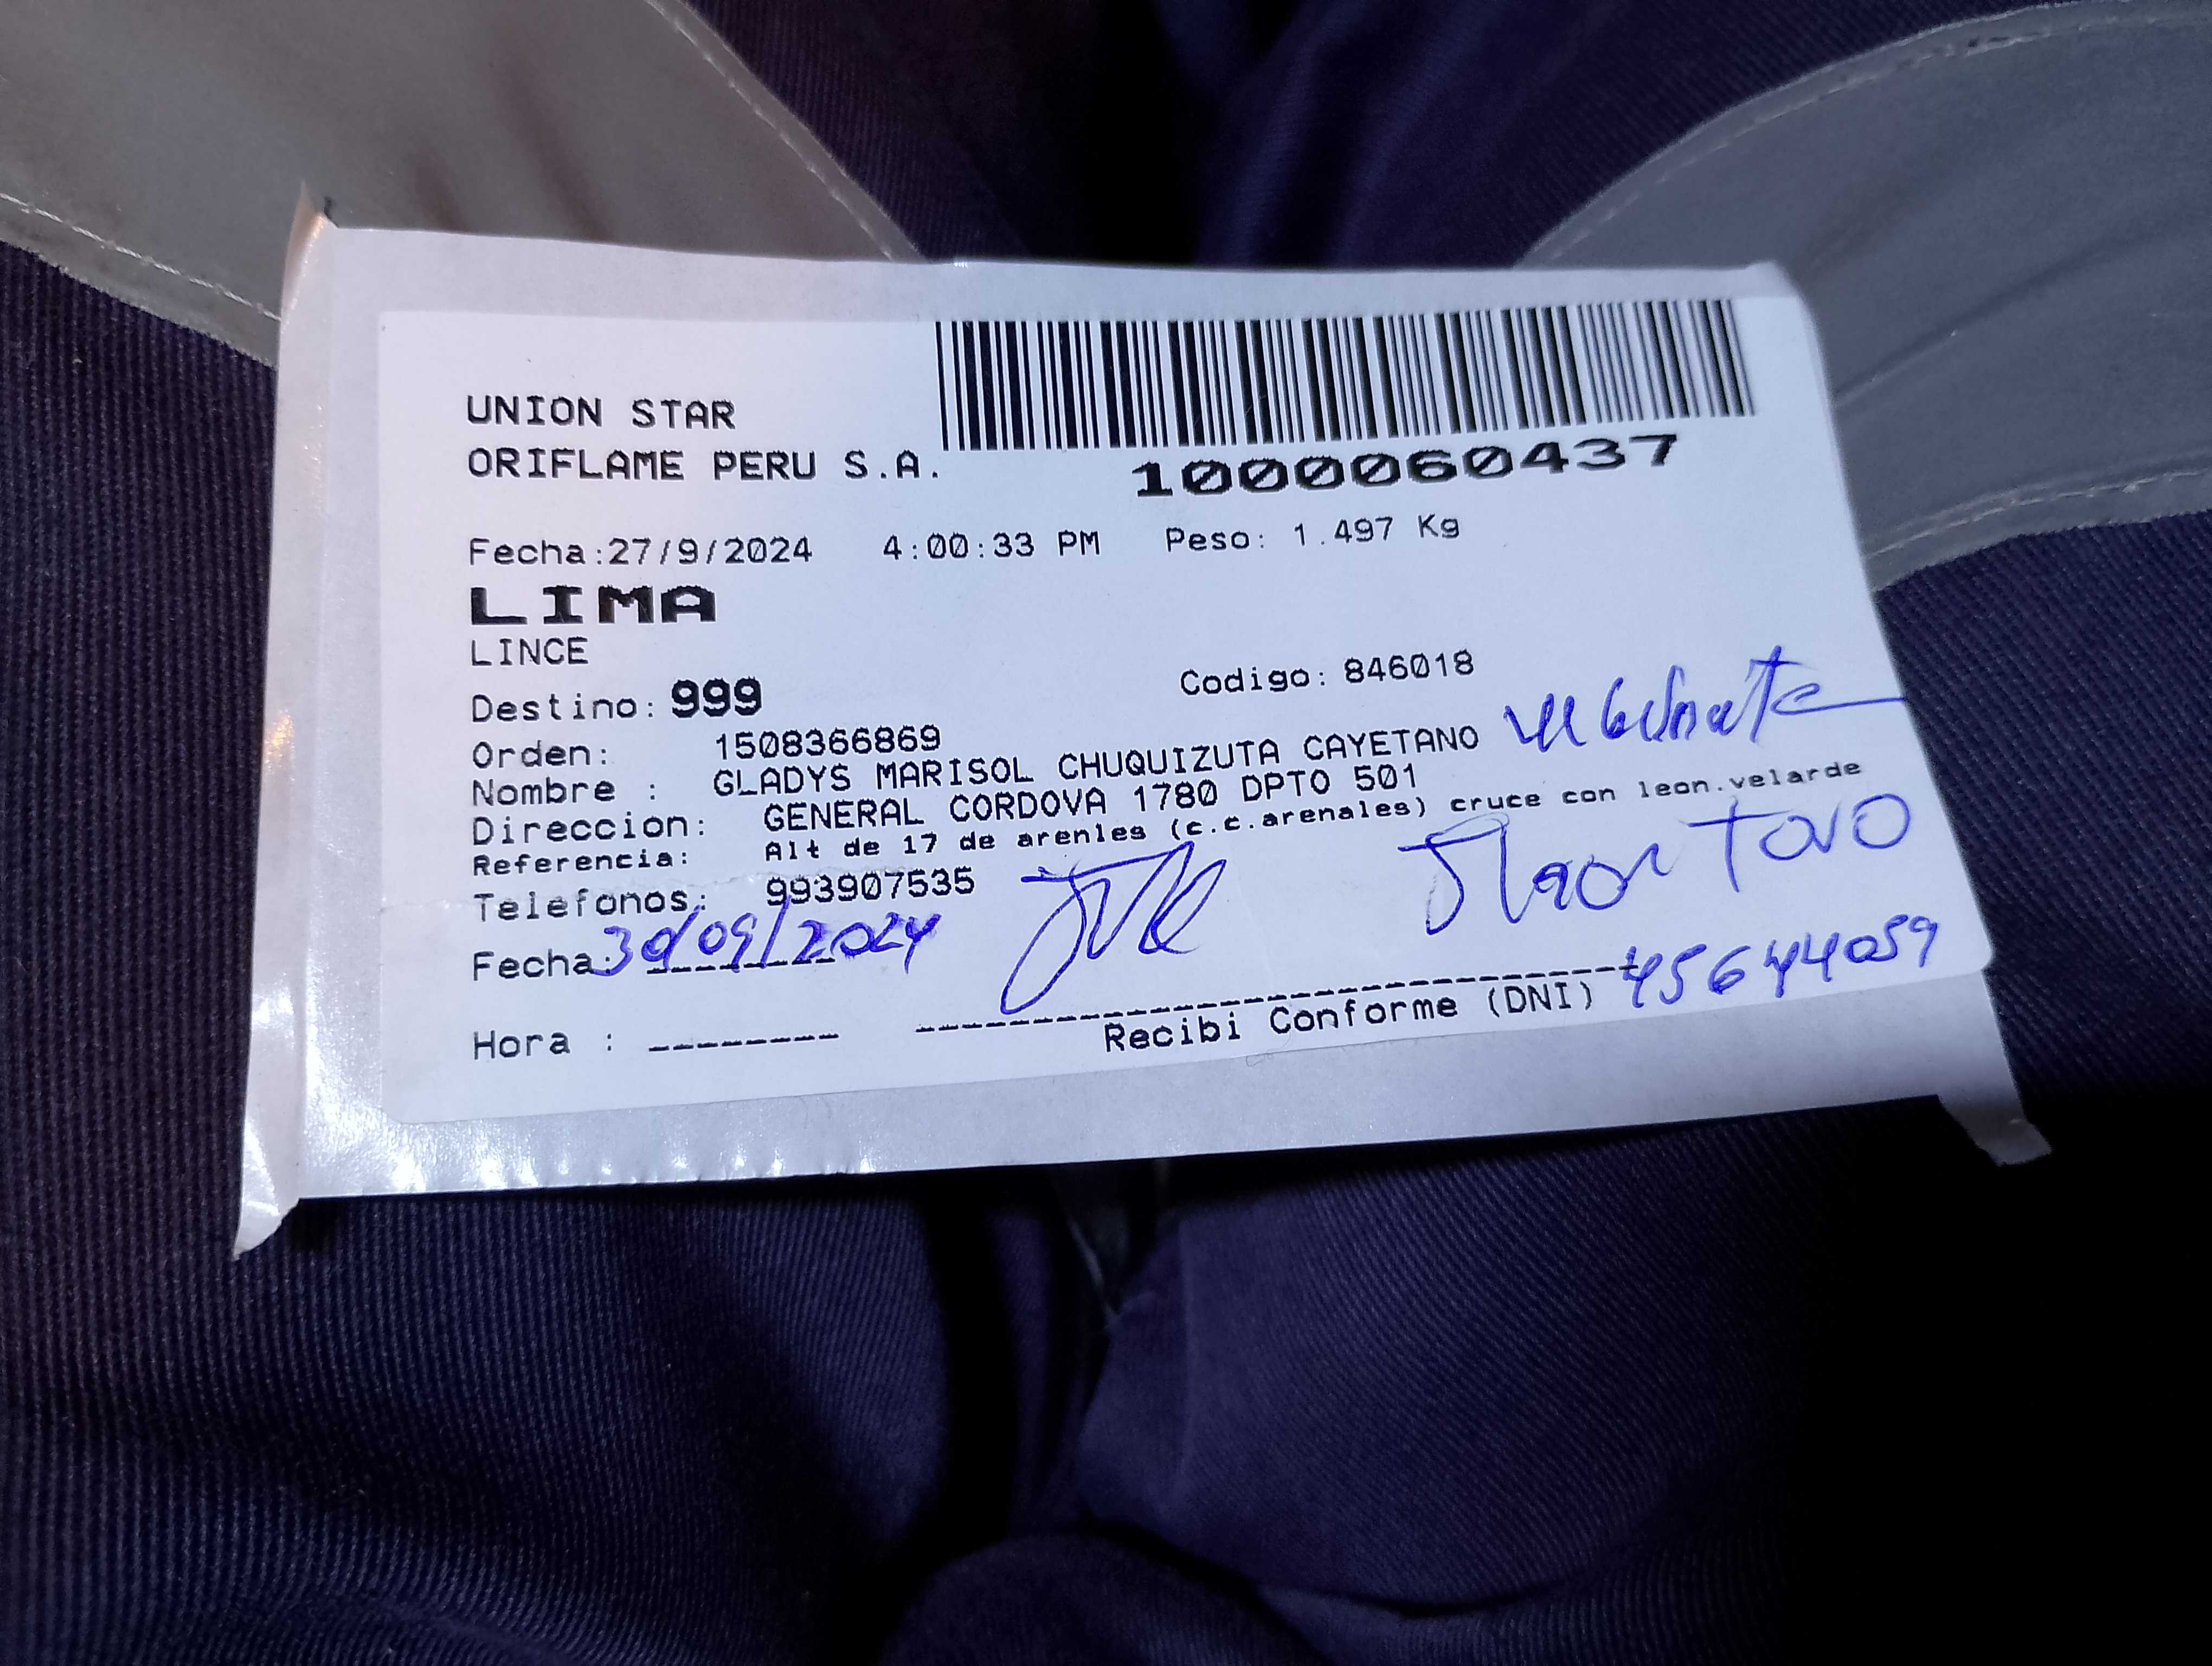 UNION STAR
ORIFLAME PERU S.A.
1000060437
Fecha:27/9/2024 4:00:33 PM Peso: 1.497 Kg
LIMA
LINCE
Destino: 999 Codigo: 846018
Orden: 1508366869
Nombre : GLADYS MARISOL CHUQUIZUTA CAYETANO
Direccion: GENERAL CORDOVA 1780 DPTO 501
Referencia: Alt de 17 de arenles (c.c.arenales) cruce con leon.velarde
Telefonos: 993907535
Fecha: 30/09/2024
Toro
45644059
Hora :
Recibi Conforme (DNI)